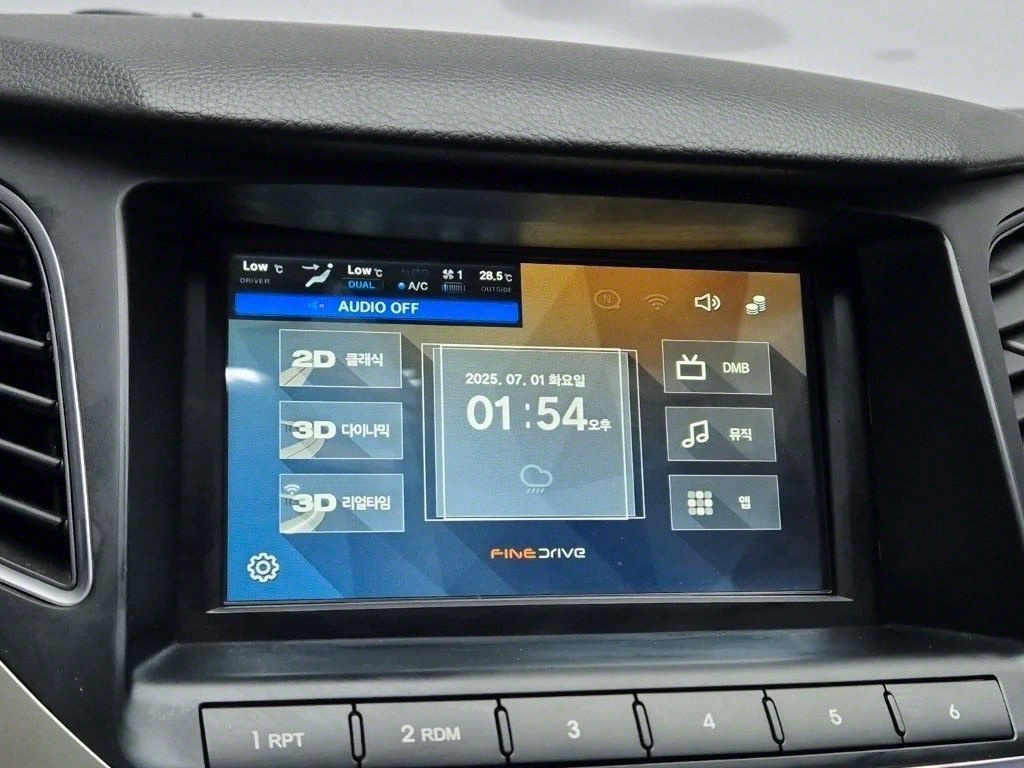 Low °C
DRIVER
Low °C
DUAL
AUTO
A/C
1
28.5 °C
OUTSIDE
AUDIO OFF
N
2D 클래식
3D 다이나믹
3D 리얼타임
2025. 07. 01 화요일
01:54 오후
DMB
뮤직
앱
FINEDRIVE
1 RPT
2 RDM
3
4
5
6